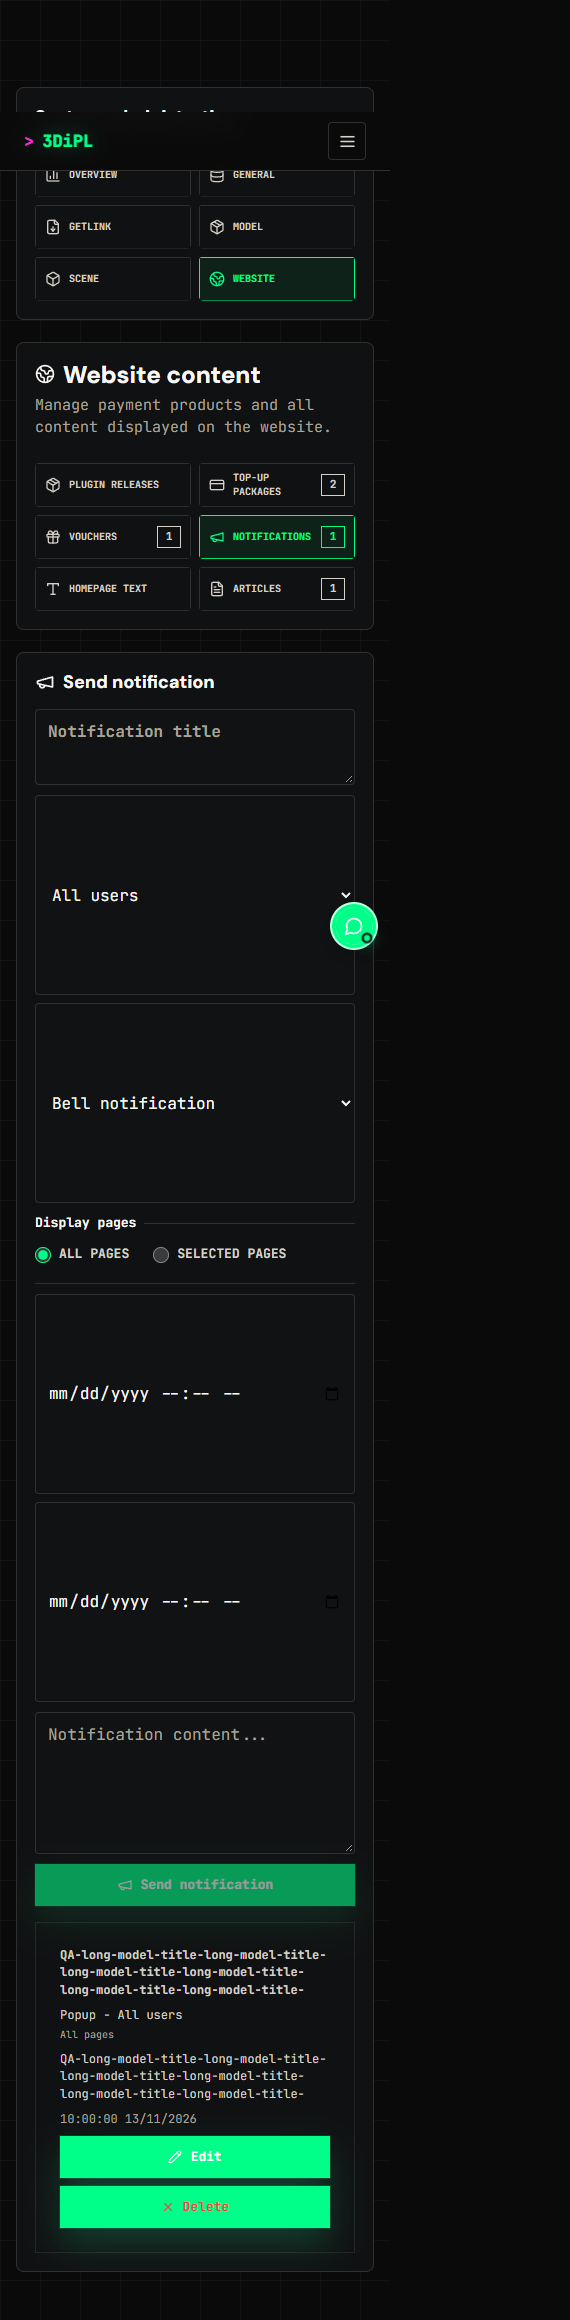 > 3DiPL
OVERVIEW
GENERAL
GETLINK
MODEL
SCENE
WEBSITE
Website content
Manage payment products and all
content displayed on the website.
PLUGIN RELEASES
TOP-UP
PACKAGES
2
VOUCHERS
1
NOTIFICATIONS
1
HOMEPAGE TEXT
ARTICLES
1
Send notification
Notification title
All users
Bell notification
Display pages
ALL PAGES
SELECTED PAGES
mm/dd/yyyy --:-- --
mm/dd/yyyy --:-- --
Notification content...
Send notification
QA-long-model-title-long-model-title-
long-model-title-long-model-title-
long-model-title-long-model-title-
Popup - All users
All pages
QA-long-model-title-long-model-title-
long-model-title-long-model-title-
long-model-title-long-model-title-
10:00:00 13/11/2026
Edit
Delete